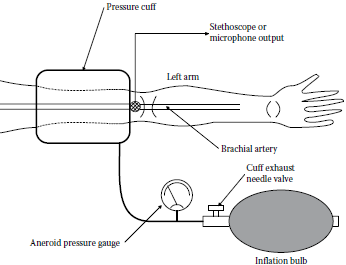 Pressure cuff
Stethoscope or
microphone output
Left arm
Brachial artery
Cuff exhaust
needle valve
Aneroid pressure gauge
Inflation bulb